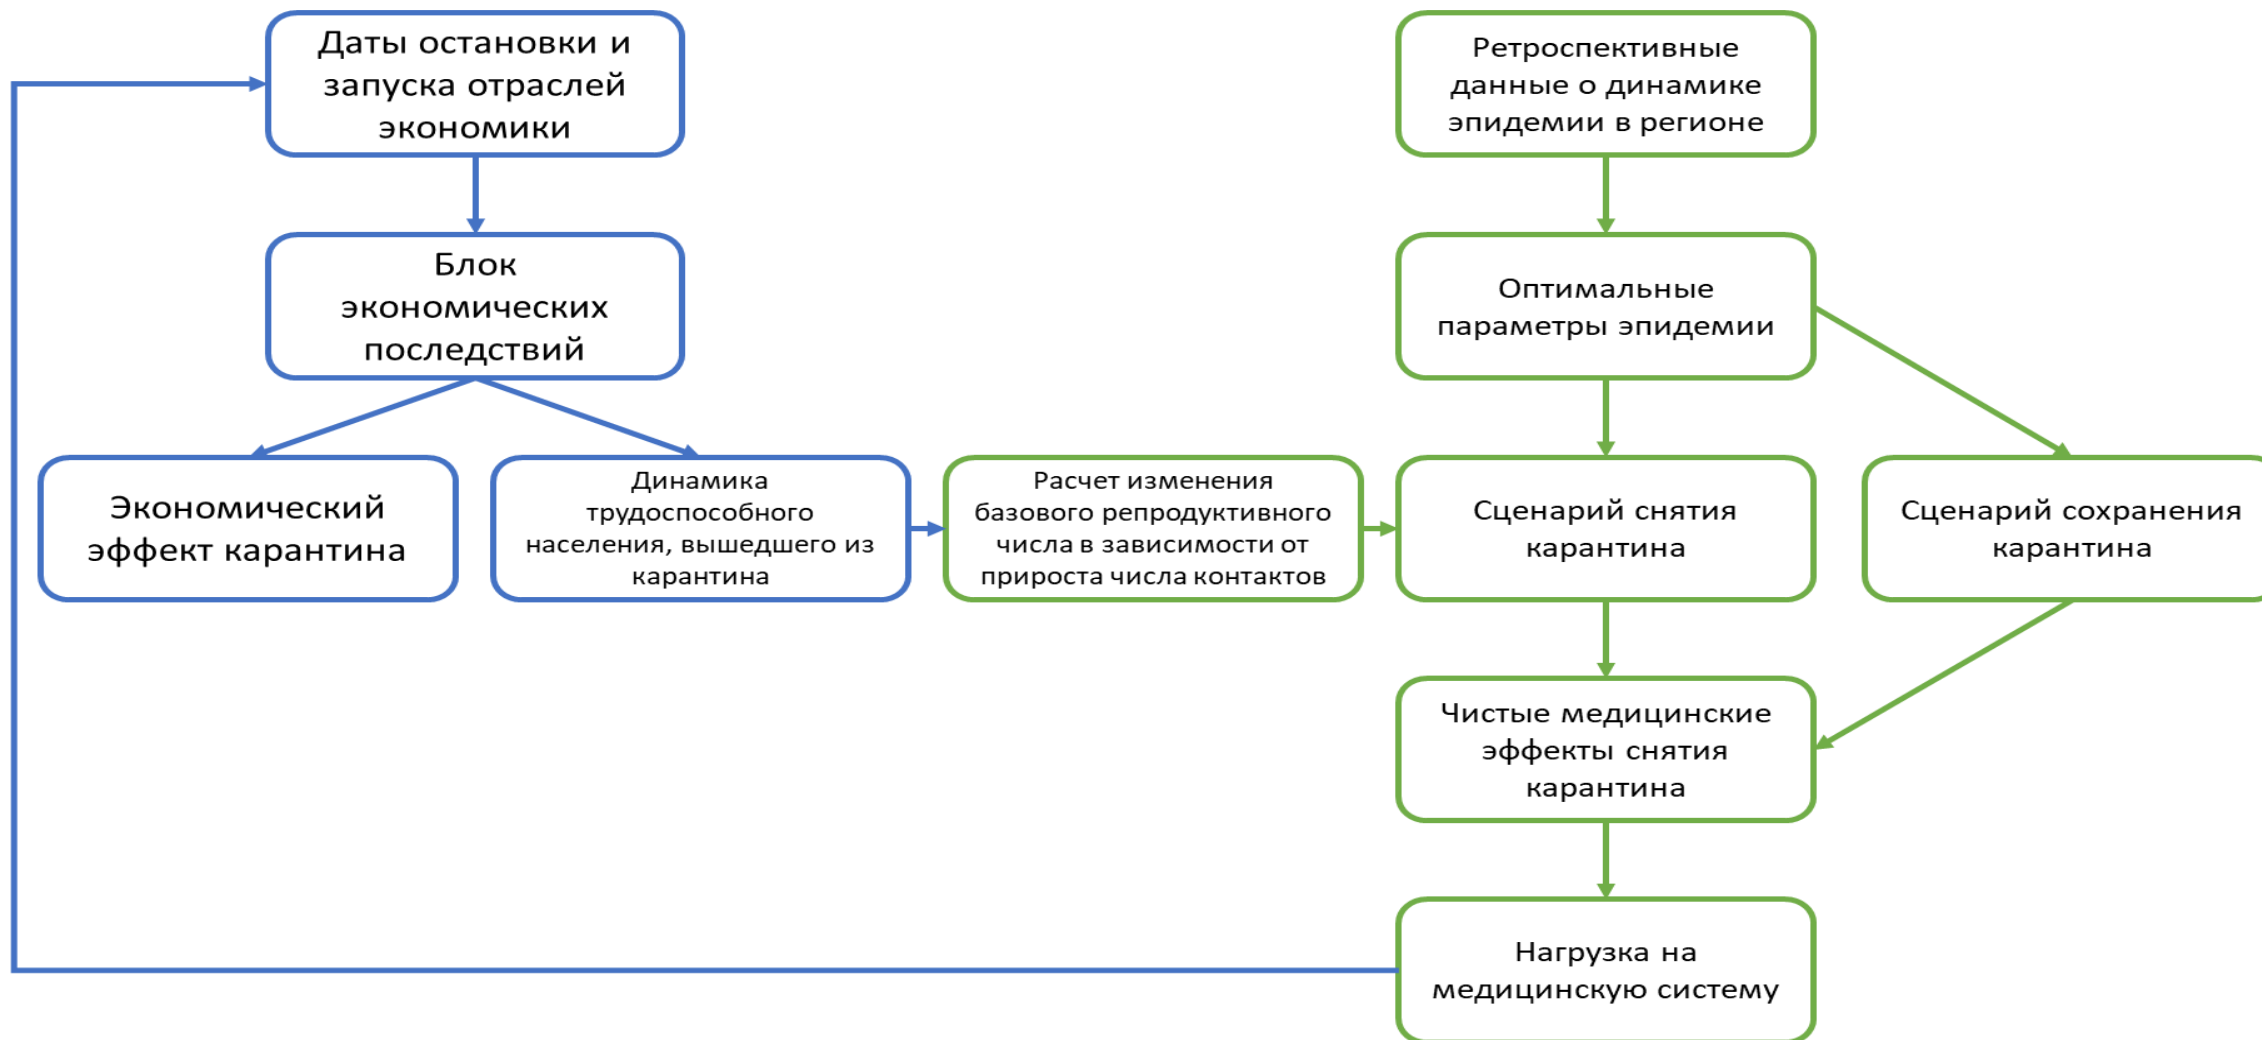 Даты остановки и
запуска отраслей
экономики
Ретроспективные
данные о динамике
эпидемии в регионе
Блок
экономических
последствий
Оптимальные
параметры эпидемии
Экономический
эффект карантина
Динамика
трудоспособного
населения, вышедшего из
карантина
Расчет изменения
базового репродуктивного
числа в зависимости от
прироста числа контактов
Сценарий снятия
карантина
Сценарий сохранения
карантина
Чистые медицинские
эффекты снятия
карантина
Нагрузка на
медицинскую систему